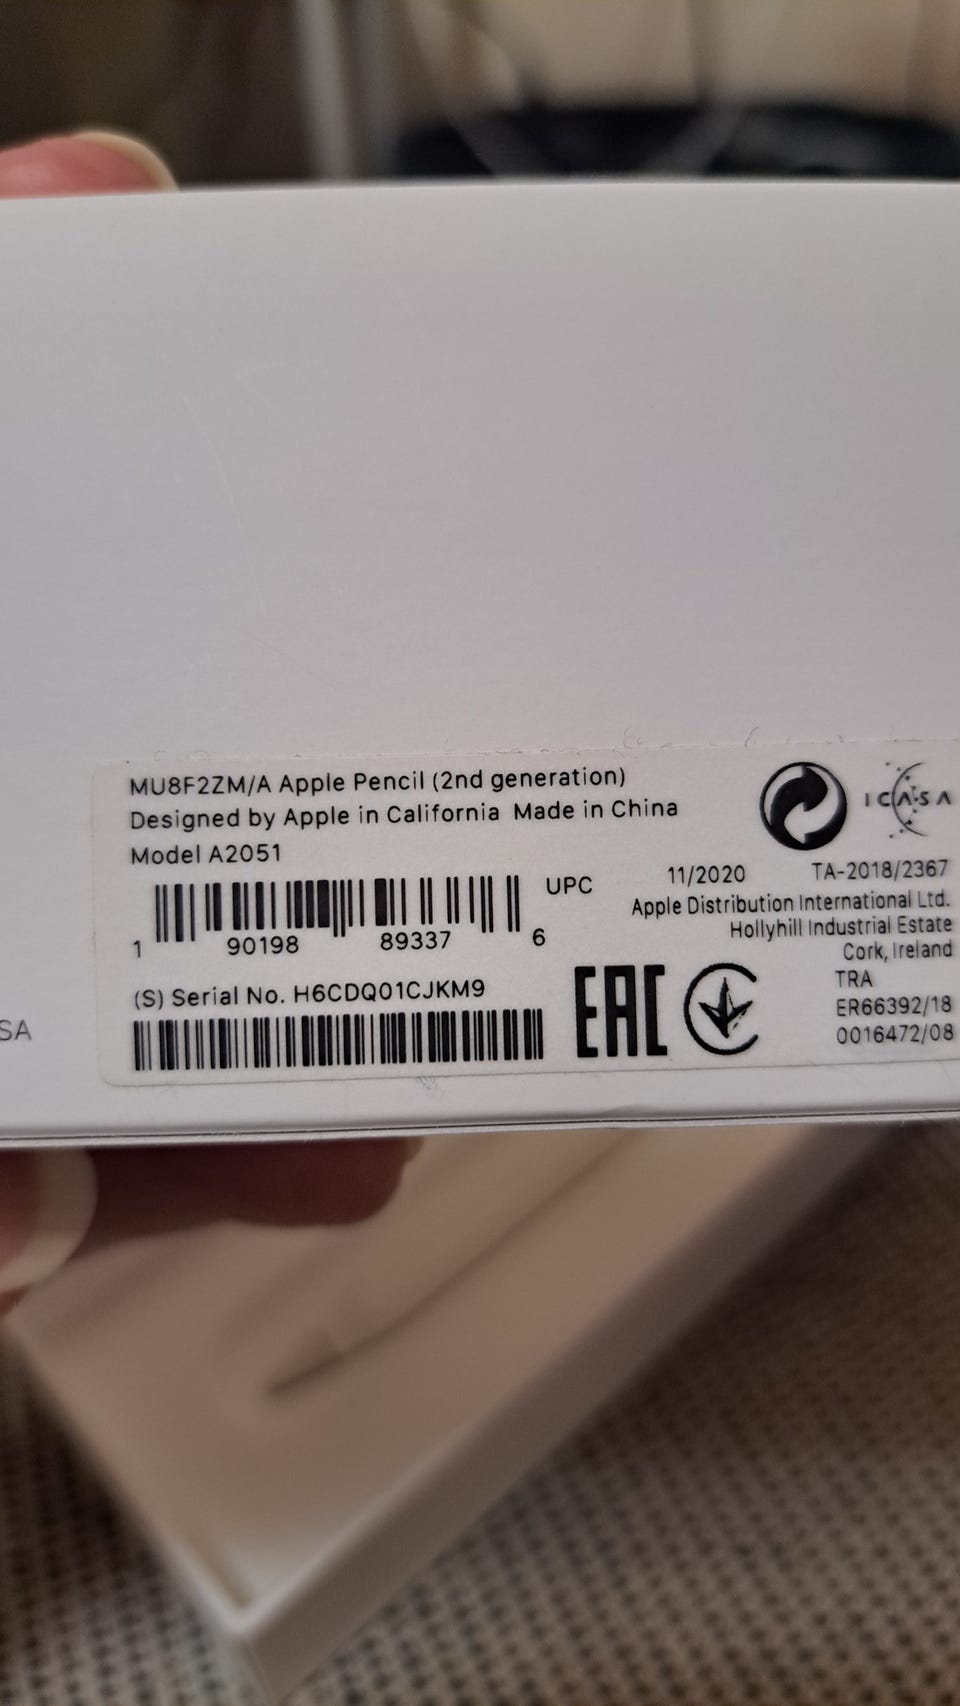 MU8F2ZM/A Apple Pencil (2nd generation)
Designed by Apple in California Made in China
Model A2051
UPC
1 90198 89337 6
(S) Serial No. H6CDQ01CJKM9
SA
EAC
ICASA
11/2020 TA-2018/2367
Apple Distribution International Ltd.
Hollyhill Industrial Estate
Cork, Ireland
TRA
ER66392/18
0016472/08